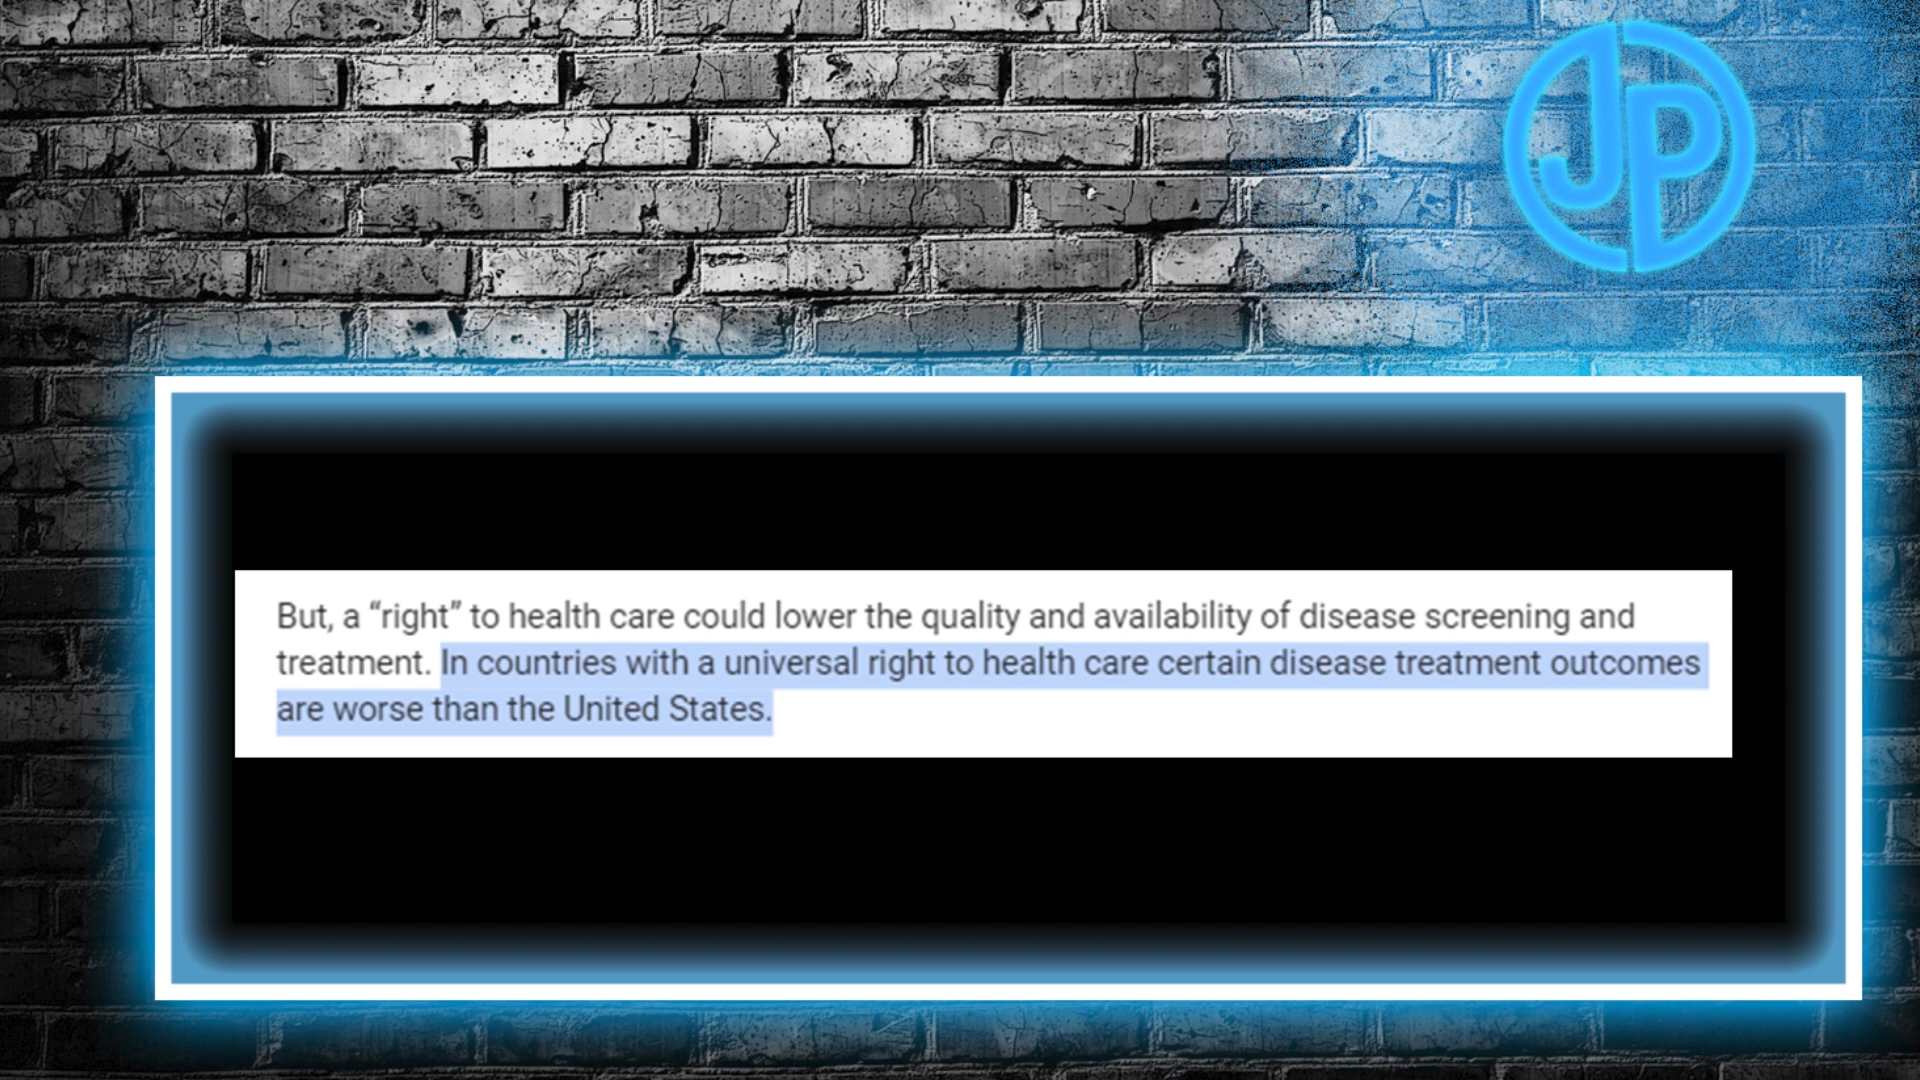 JP
But, a “right” to health care could lower the quality and availability of disease screening and
treatment. In countries with a universal right to health care certain disease treatment outcomes
are worse than the United States.